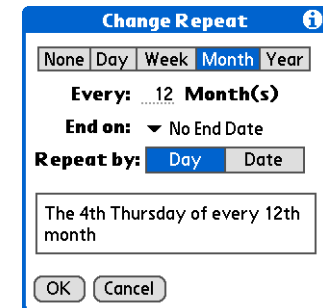 Change Repeat i
None Day Week Month Year
Every: 12 Month(s)
End on: No End Date
Repeat by: Day Date
The 4th Thursday of every 12th
month
OK Cancel